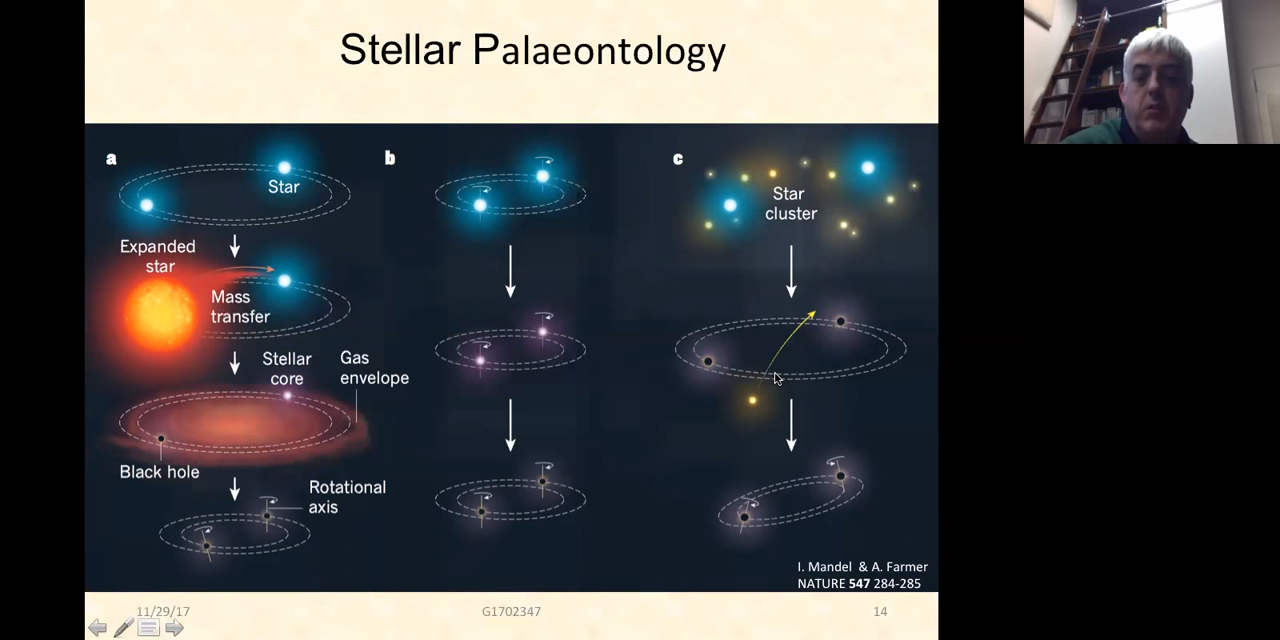 Stellar Palaeontology
a
b
c
Star
Expanded
star
Mass
transfer
Stellar
core
Gas
envelope
Black hole
Rotational
axis
Star
cluster
I. Mandel & A. Farmer
NATURE 547 284-285
11/29/17
G1702347
14